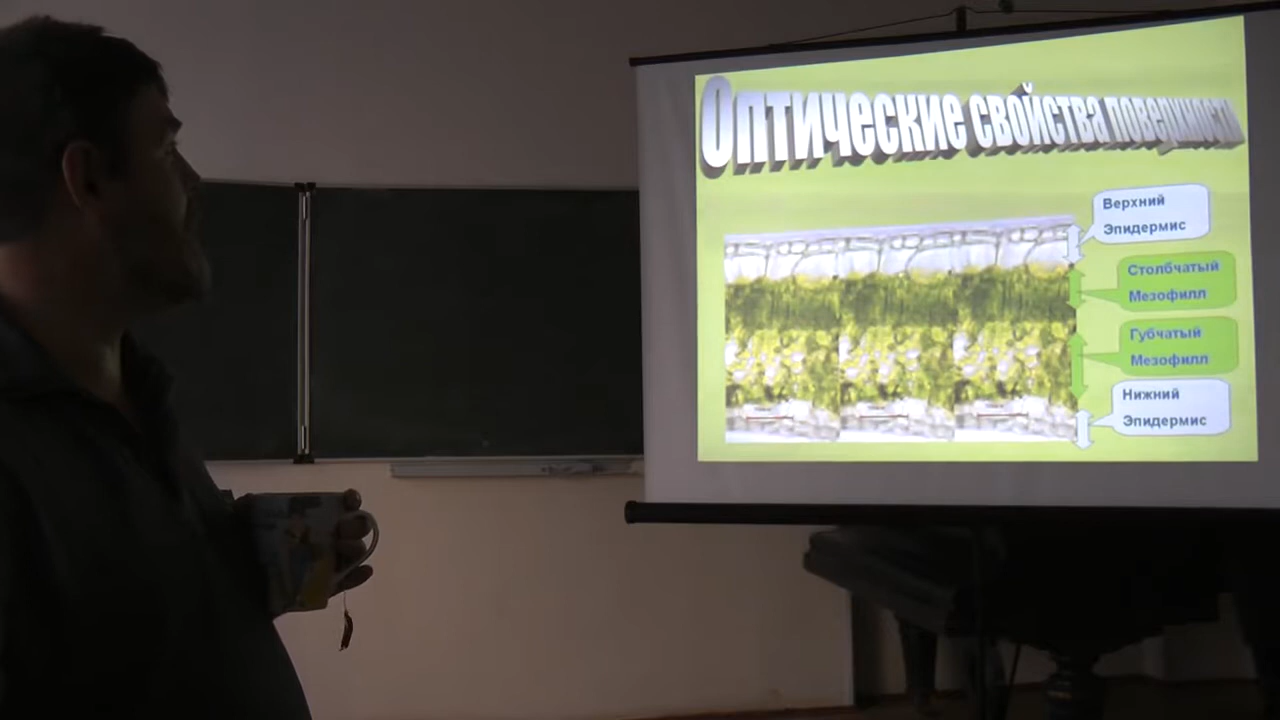 Оптические свойства поверхности
Верхний
Эпидермис
Столбчатый
Мезофилл
Губчатый
Мезофилл
Нижний
Эпидермис